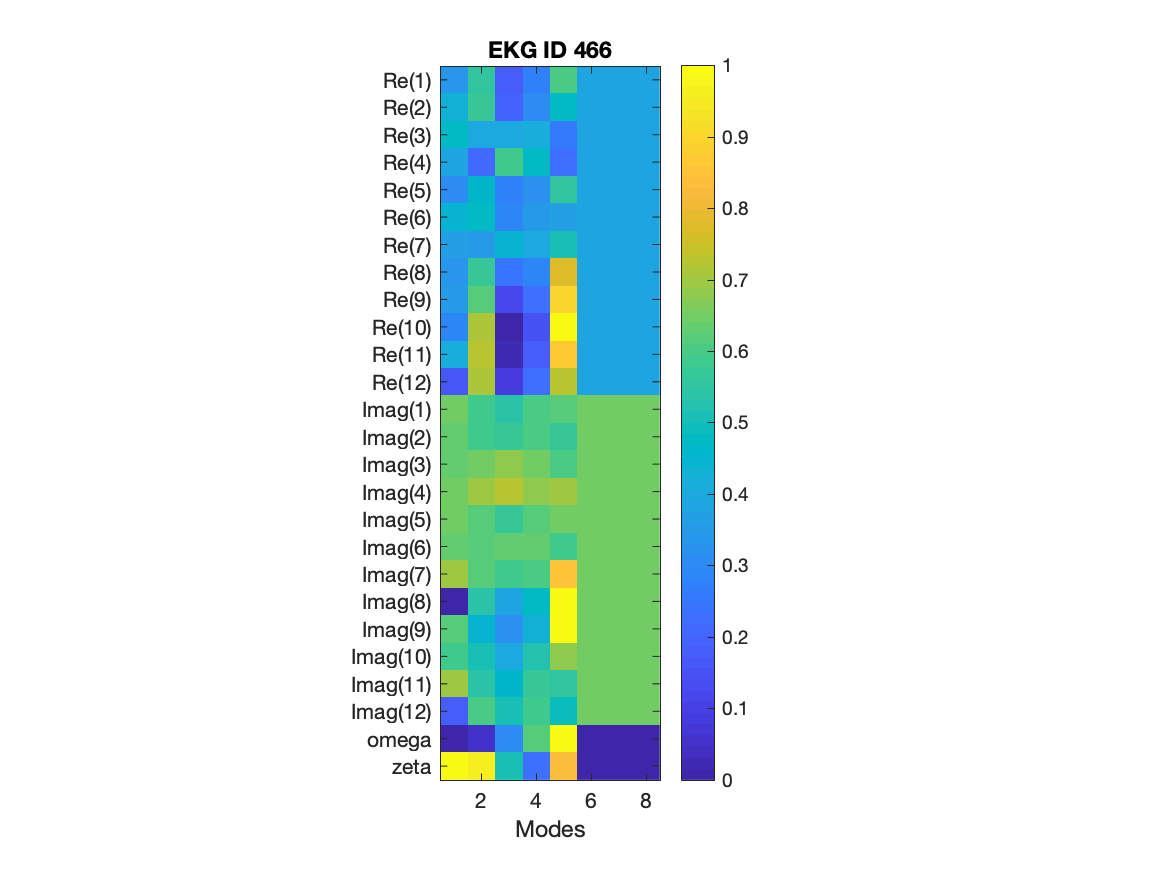 EKG ID 466
Re(1)
Re(2)
Re(3)
Re(4)
Re(5)
Re(6)
Re(7)
Re(8)
Re(9)
Re(10)
Re(11)
Re(12)
Imag(1)
Imag(2)
Imag(3)
Imag(4)
Imag(5)
Imag(6)
Imag(7)
Imag(8)
Imag(9)
Imag(10)
Imag(11)
Imag(12)
omega
zeta
2 4 6 8
Modes
1
0.9
0.8
0.7
0.6
0.5
0.4
0.3
0.2
0.1
0